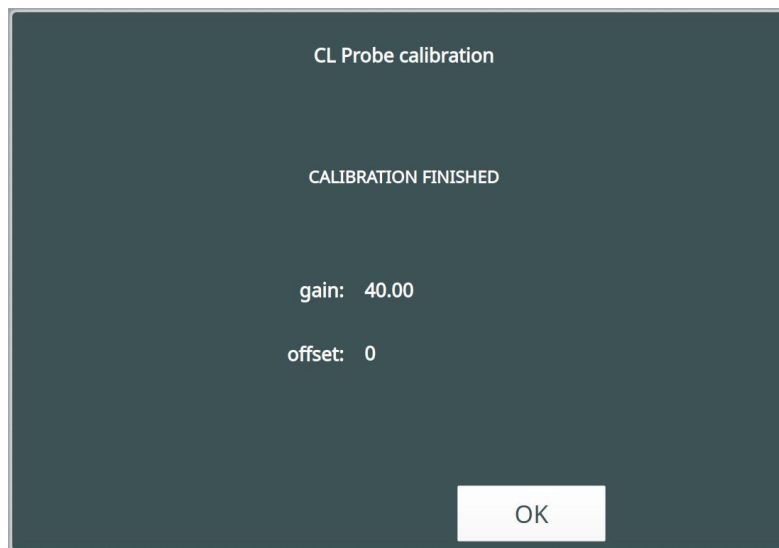 CL Probe calibration
CALIBRATION FINISHED
gain: 40.00
offset: 0
OK